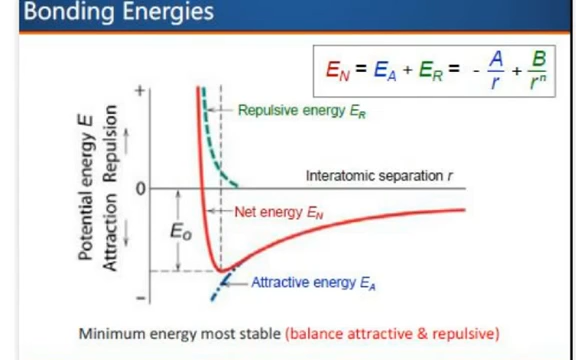 Bonding Energies
E_N = E_A + E_R = - A/r + B/rⁿ
+
Repulsive energy E_R
Potential energy E
Attraction Repulsion
Interatomic separation r
0
Net energy E_N
E_o
Attractive energy E_A
–
Minimum energy most stable (balance attractive & repulsive)